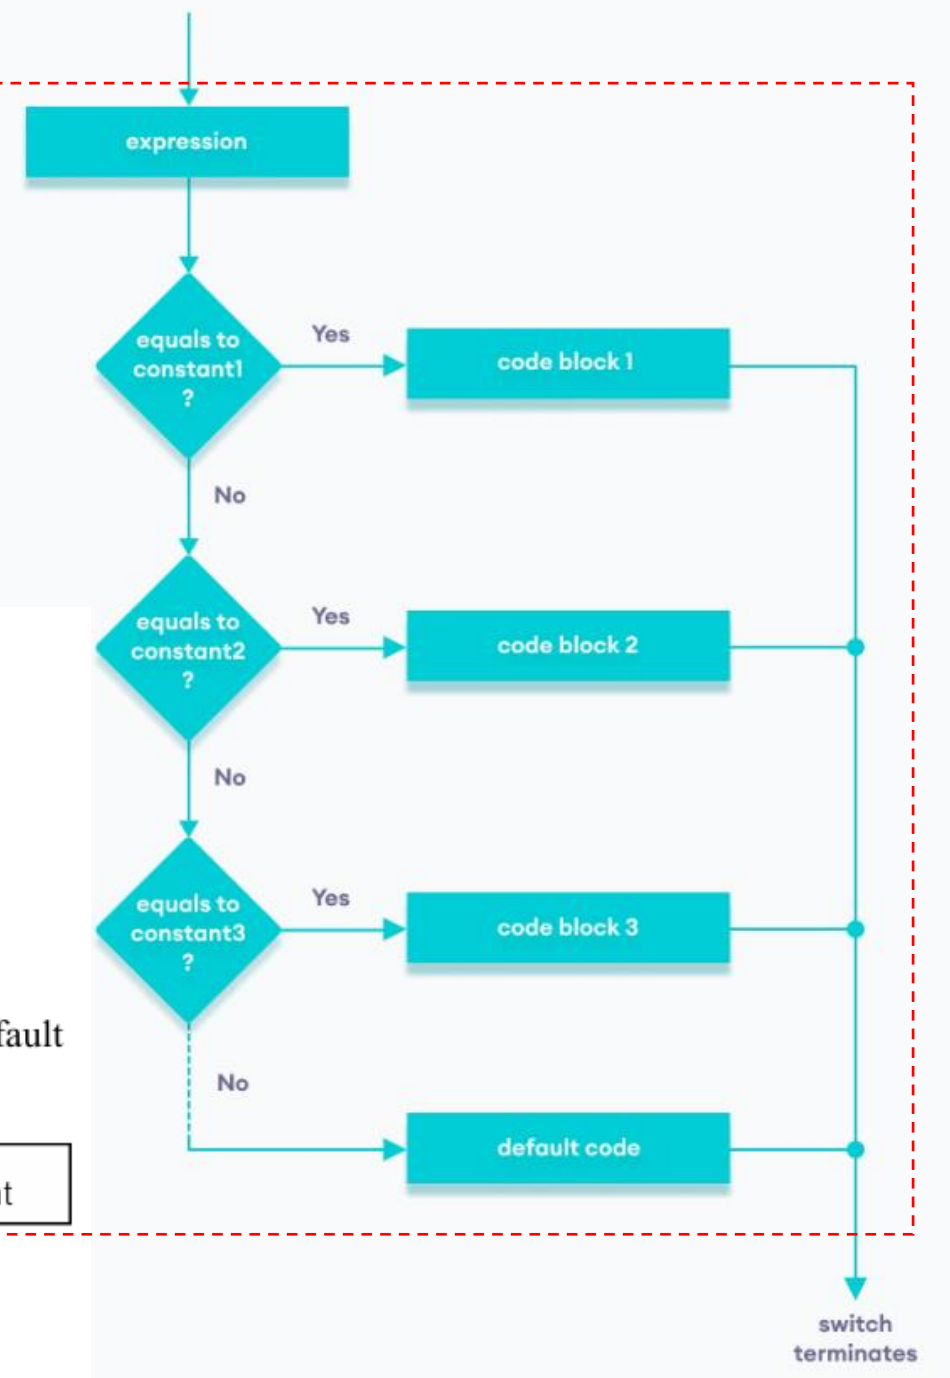 expression
equals to
constant1
?
Yes
code block 1
No
equals to
constant2
?
Yes
code block 2
No
equals to
constant3
?
Yes
code block 3
No
default code
switch
terminates